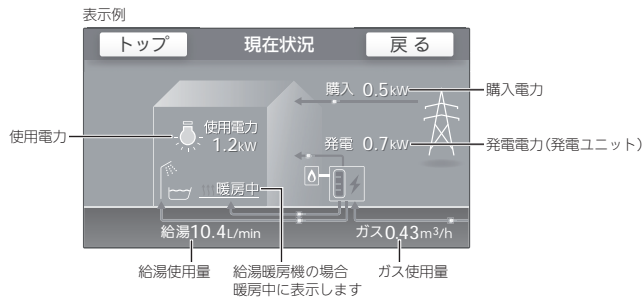 表示例
トップ
現在状況
戻る
購入 0.5kW
購入電力
使用電力
使用電力
1.2kW
発電 0.7kW
発電電力(発電ユニット)
暖房中
給湯10.4L/min
ガス0.43m³/h
給湯使用量
給湯暖房機の場合
暖房中に表示します
ガス使用量